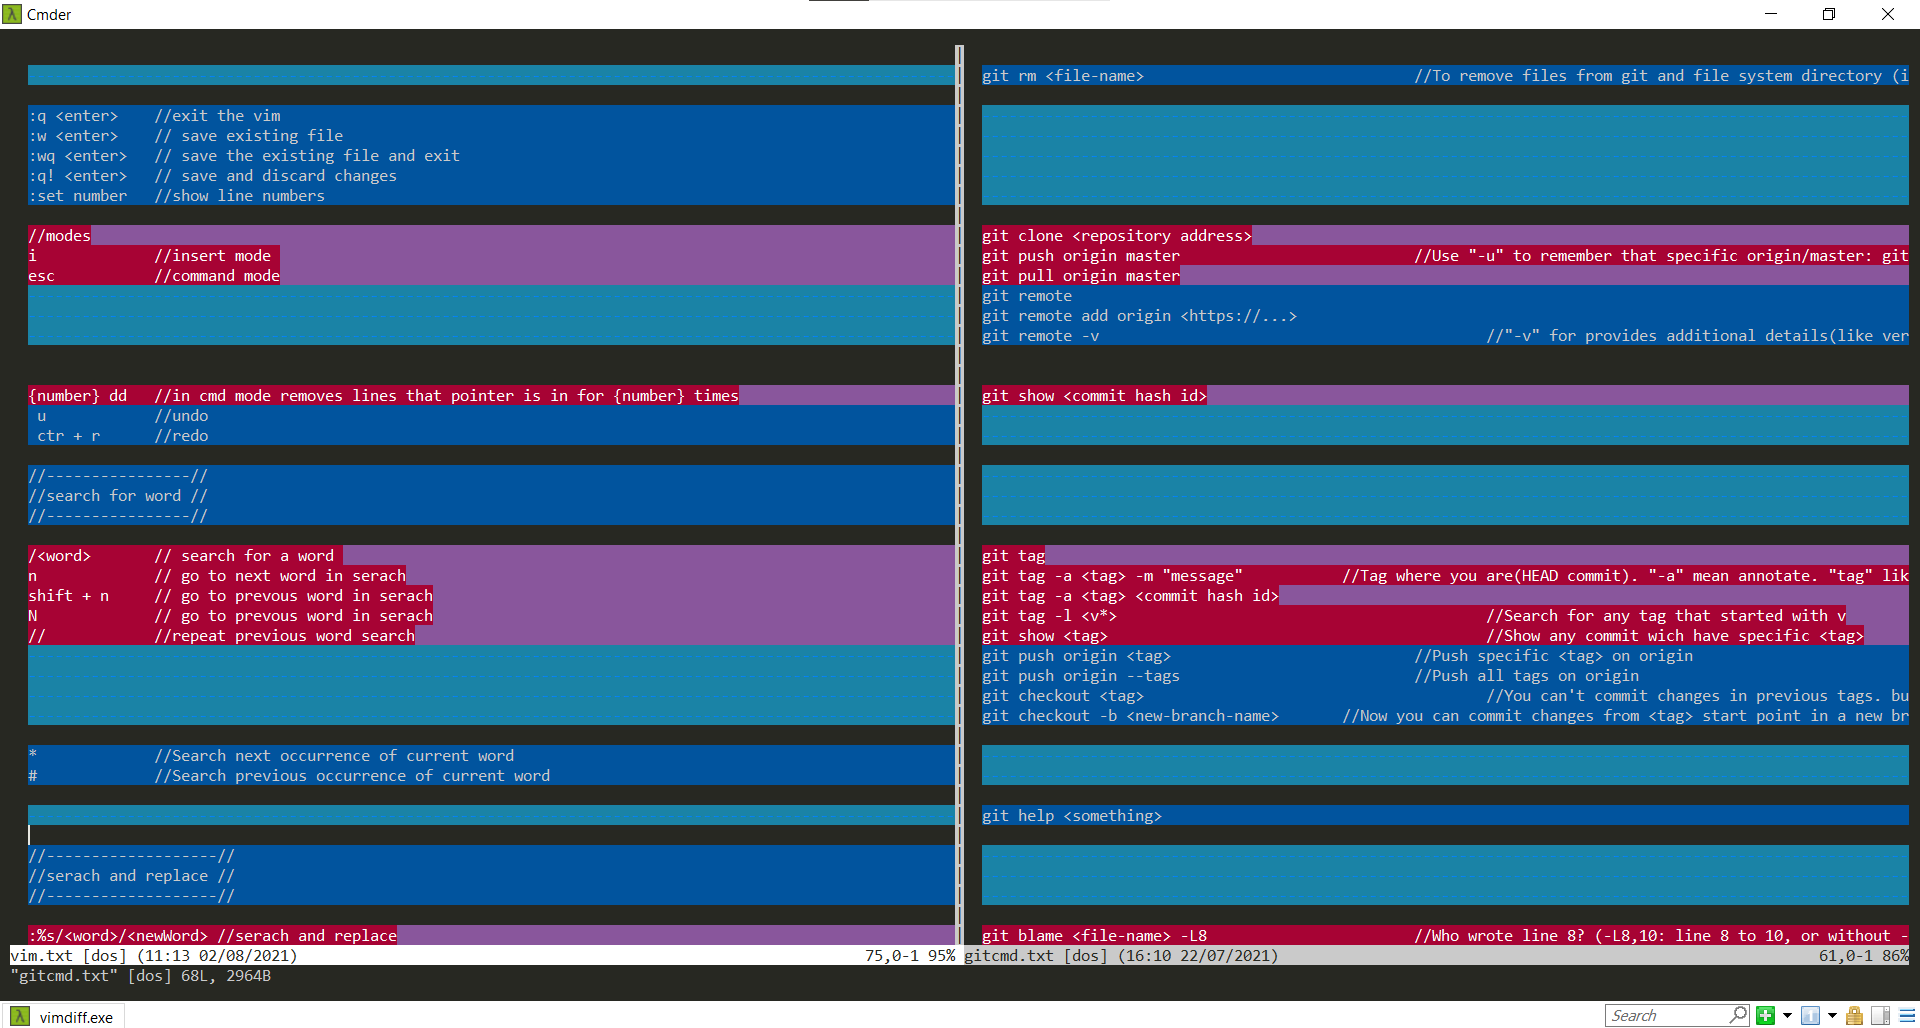 Cmder
:q <enter>    //exit the vim
:w <enter>    // save existing file
:wq <enter>   // save the existing file and exit
:q! <enter>   // save and discard changes
:set number   //show line numbers
//modes
i             //insert mode
esc           //command mode
{number} dd   //in cmd mode removes lines that pointer is in for {number} times
u            //undo
ctr + r      //redo
//----------------//
//search for word //
//----------------//
/<word>       // search for a word
n             // go to next word in serach
shift + n     // go to prevous word in serach
N             // go to prevous word in serach
//            //repeat previous word search
*             //Search next occurrence of current word
#             //Search previous occurrence of current word
//-------------------//
//serach and replace //
//-------------------//
:%s/<word>/<newWord> //serach and replace
vim.txt [dos] (11:13 02/08/2021) 75,0-1 95%
git rm <file-name> //To remove files from git and file system directory (i
git clone <repository address>
git push origin master //Use "-u" to remember that specific origin/master: git
git pull origin master
git remote
git remote add origin <https://...>
git remote -v //"-v" for provides additional details(like ver
git show <commit hash id>
git tag
git tag -a <tag> -m "message" //Tag where you are(HEAD commit). "-a" mean annotate. "tag" lik
git tag -a <tag> <commit hash id>
git tag -l <v*> //Search for any tag that started with v
git show <tag> //Show any commit wich have specific <tag>
git push origin <tag> //Push specific <tag> on origin
git push origin --tags //Push all tags on origin
git checkout <tag> //You can't commit changes in previous tags. bu
git checkout -b <new-branch-name> //Now you can commit changes from <tag> start point in a new br
git help <something>
git blame <file-name> -L8 //Who wrote line 8? (-L8,10: line 8 to 10, or without -
gitcmd.txt [dos] (16:10 22/07/2021) 61,0-1 86%
"gitcmd.txt" [dos] 68L, 2964B
vimdiff.exe
Search